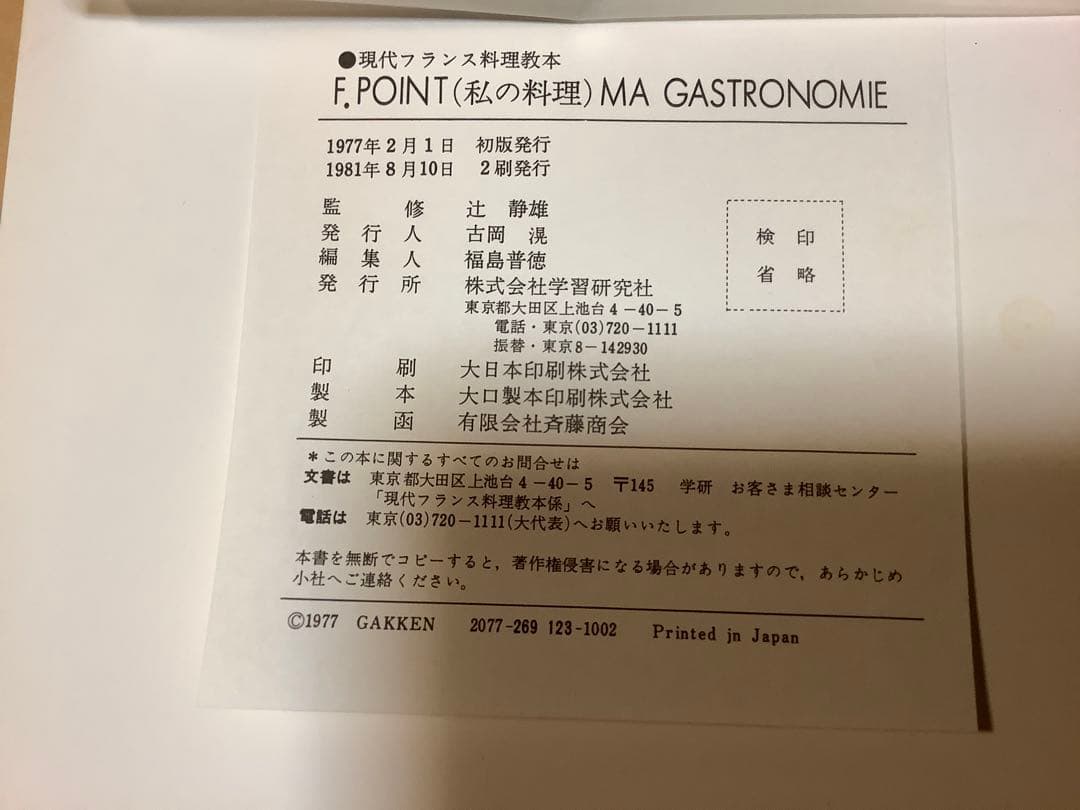 ●現代フランス料理教本
F.POINT(私の料理)MA GASTRONOMIE
1977年2月1日 初版発行
1981年8月10日 2刷発行
監修 辻 静雄
発行人 古岡 滉
編集人 福島普徳
発行所 株式会社学習研究社
東京都大田区上池台4-40-5
電話・東京(03)720-1111
振替・東京8-142930
検印
省略
印刷 大日本印刷株式会社
製本 大口製本印刷株式会社
製函 有限会社斉藤商会
*この本に関するすべてのお問合せは
文書は 東京都大田区上池台4-40-5 〒145 学研 お客さま相談センター
「現代フランス料理教本係」へ
電話は 東京(03)720-1111(大代表)へお願いいたします。
本書を無断でコピーすると,著作権侵害になる場合がありますので,あらかじめ
小社へご連絡ください。
©1977 GAKKEN 2077-269 123-1002 Printed jn Japan